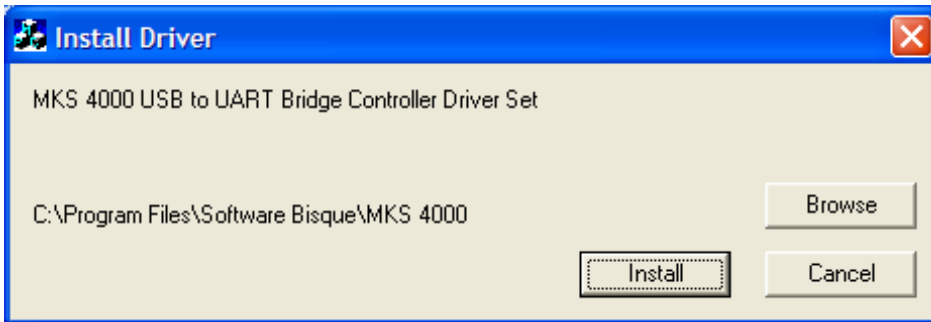 Install Driver
MKS 4000 USB to UART Bridge Controller Driver Set
C:\Program Files\Software Bisque\MKS 4000
Browse
Install
Cancel